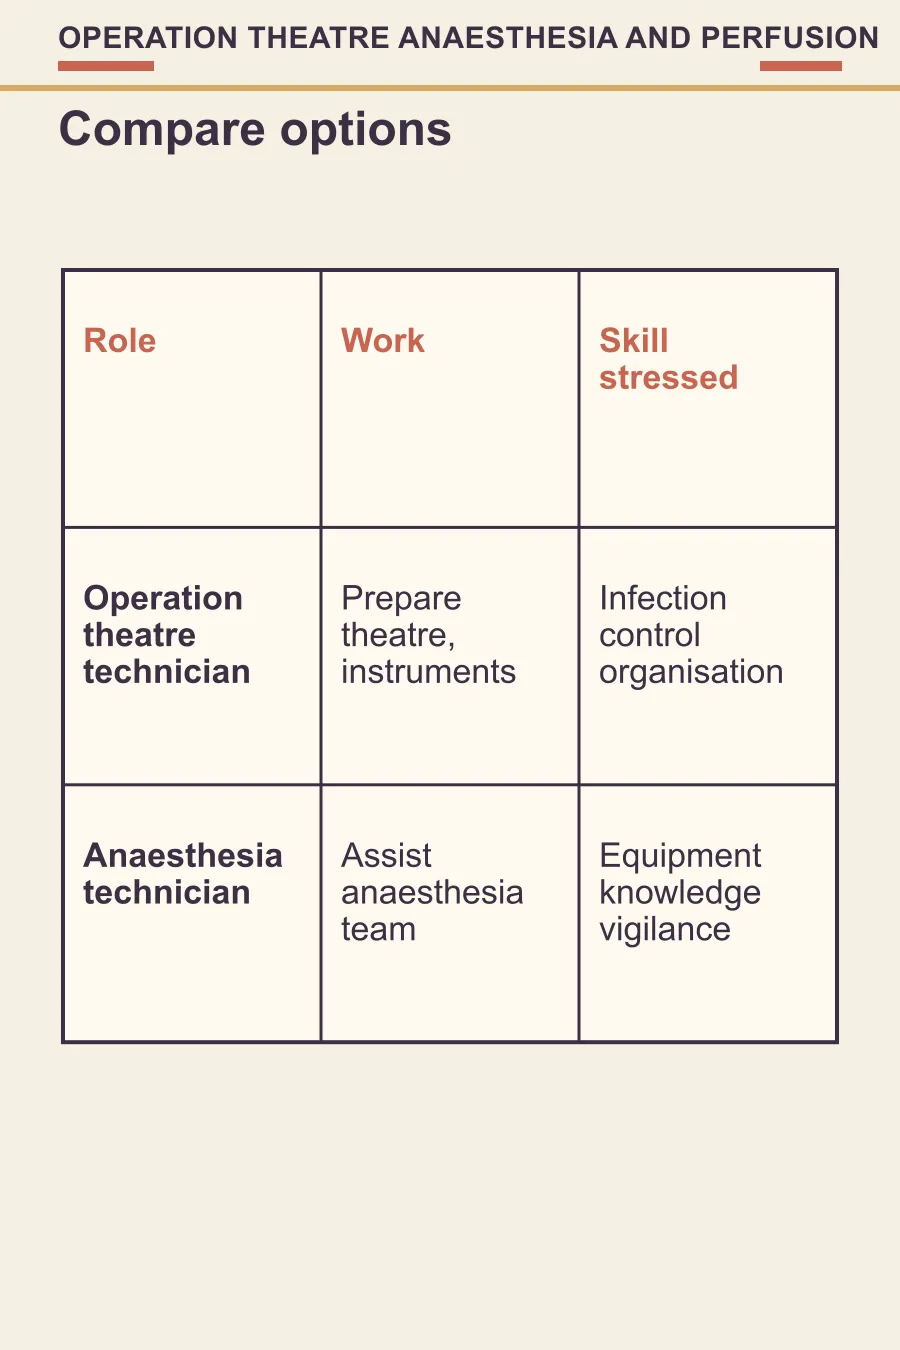 OPERATION THEATRE ANAESTHESIA AND PERFUSION
Compare options
Role
Work
Skill
stressed
Operation
theatre
technician
Prepare
theatre,
instruments
Infection
control
organisation
Anaesthesia
technician
Assist
anaesthesia
team
Equipment
knowledge
vigilance